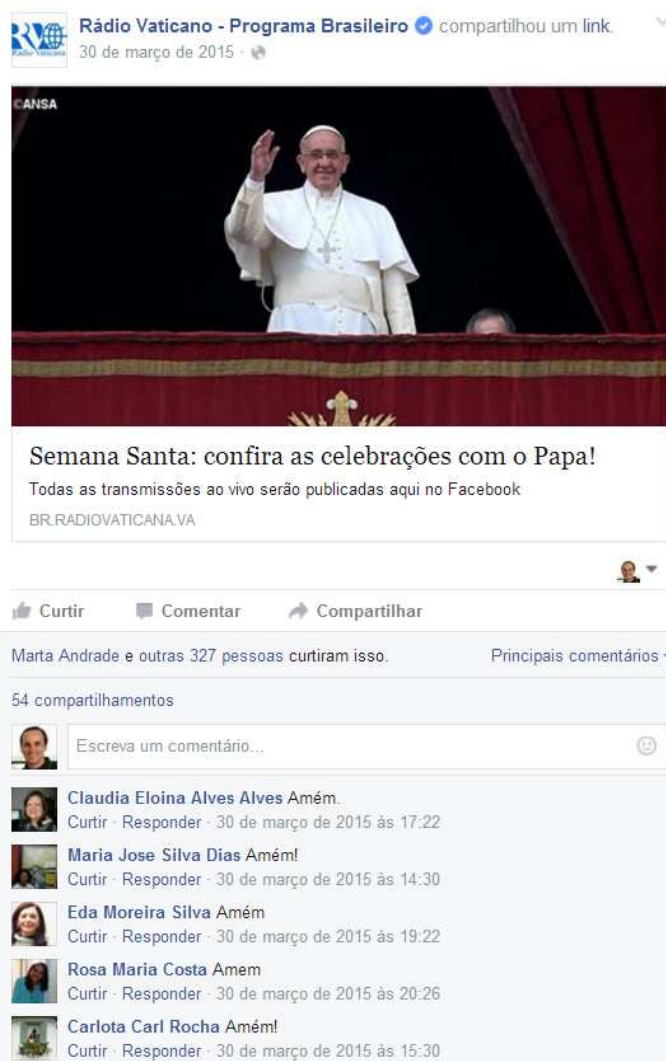 RV
Rádio Vaticana
Rádio Vaticano - Programa Brasileiro compartilhou um link.
30 de março de 2015 ·
©ANSA
Semana Santa: confira as celebrações com o Papa!
Todas as transmissões ao vivo serão publicadas aqui no Facebook
BR.RADIOVATICANA.VA
Curtir Comentar Compartilhar
Marta Andrade e outras 327 pessoas curtiram isso. Principais comentários
54 compartilhamentos
Escreva um comentário...
Claudia Eloina Alves Alves Amém.
Curtir · Responder · 30 de março de 2015 às 17:22
Maria Jose Silva Dias Amém!
Curtir · Responder · 30 de março de 2015 às 14:30
Eda Moreira Silva Amém
Curtir · Responder · 30 de março de 2015 às 19:22
Rosa Maria Costa Amem
Curtir · Responder · 30 de março de 2015 às 20:26
Carlota Carl Rocha Amém!
Curtir · Responder · 30 de março de 2015 às 15:30